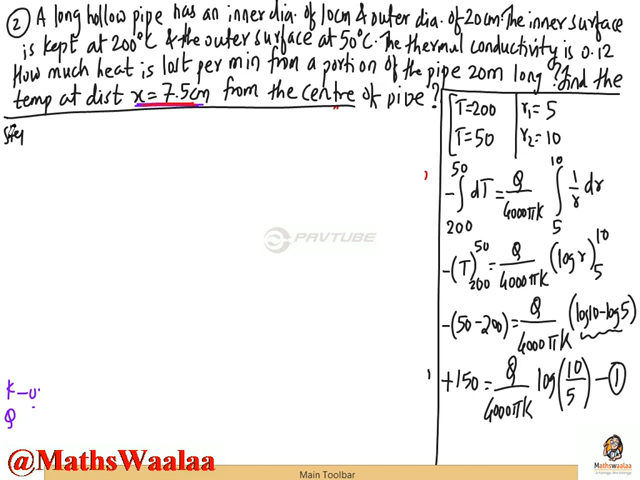 ② A long hollow pipe has an inner dia. of 10cm & outer dia. of 20cm. The inner surface
is kept at 200°C & the outer surface at 50°C. The thermal conductivity is 0.12
How much heat is lost per min from a portion of the pipe 20m long? Find the
temp at dist x = 7.5cm from the centre of pipe?
T=200 r₁ = 5
T=50 r₂ = 10
-∫₂₀₀⁵⁰ dT = Q/4000πK ∫₅¹⁰ 1/r dr
-(T)₂₀₀⁵⁰ = Q/4000πK (log r)₅¹⁰
-(50-200) = Q/4000πK (log10-log5)
+150 = Q/4000πK log(10/5) - ①
K-0.
Q
PAVTUBE
@MathsWaalaa
Mathswaalaa
Main Toolbar